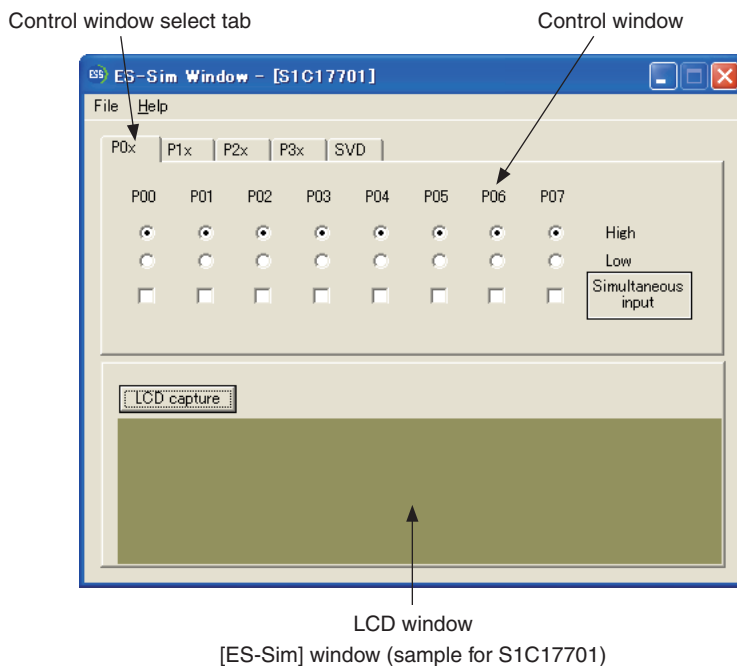 Control window select tab
Control window
ESS ES-Sim Window - [S1C17701]
File Help
P0x P1x P2x P3x SVD
P00 P01 P02 P03 P04 P05 P06 P07
High
Low
Simultaneous
input
LCD capture
LCD window
[ES-Sim] window (sample for S1C17701)